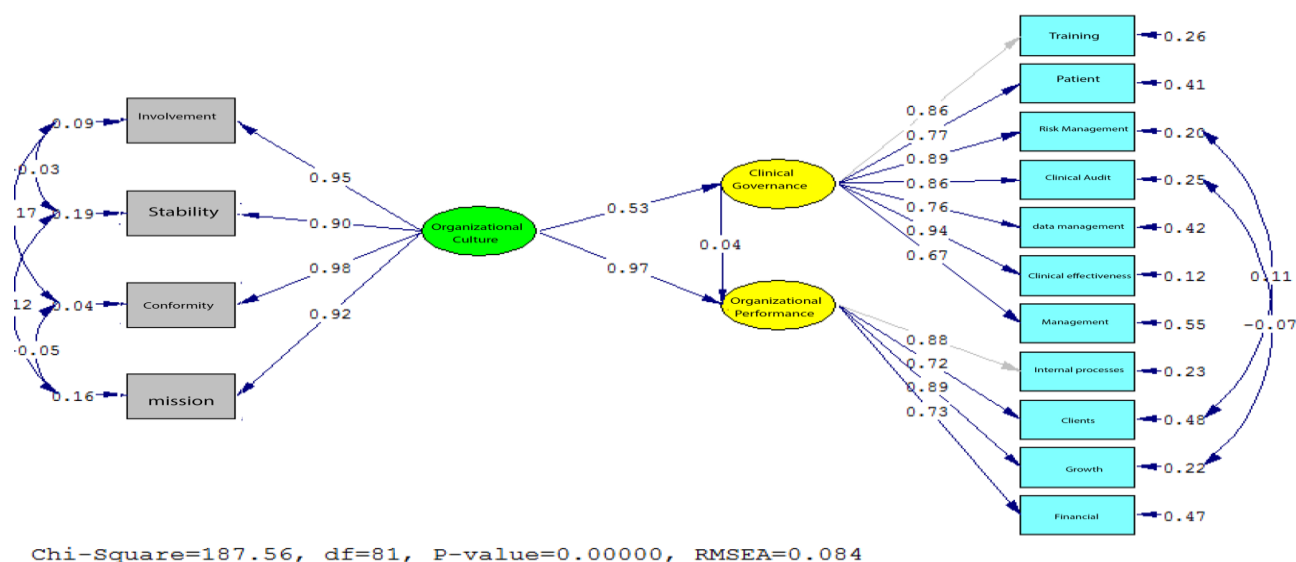 Training
0.26
Patient
0.41
0.86
Involvement
0.09
0.77
Risk Management
0.20
0.89
-0.03
0.95
Clinical
Governance
0.86
Clinical Audit
0.25
17
0.19
Stability
0.90
0.53
0.76
data management
0.42
Organizational
Culture
0.94
0.04
0.67
Clinical effectiveness
0.12
0.11
0.98
0.97
12
0.04
Conformity
0.92
Organizational
Performance
Management
0.55
-0.07
0.88
-0.05
0.72
Internal processes
0.23
0.89
0.16
mission
0.73
Clients
0.48
Growth
0.22
Financial
0.47
Chi-Square=187.56, df=81, P-value=0.00000, RMSEA=0.084